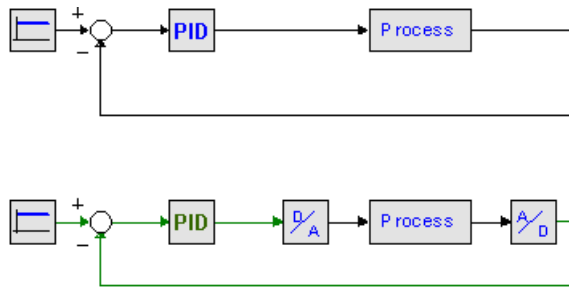 +
−
PID
Process
+
−
PID
D/A
Process
A/D